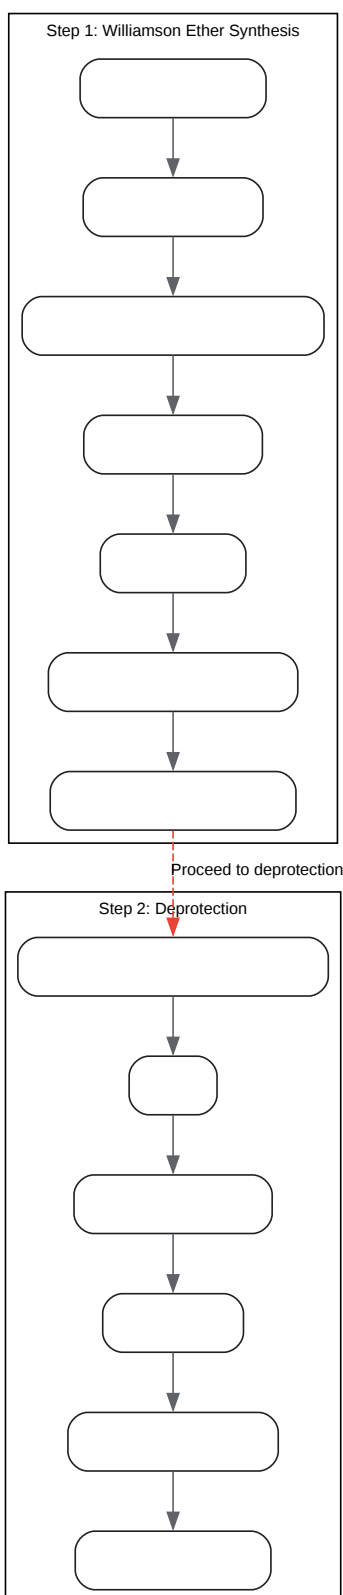 Step 1: Williamson Ether Synthesis
Proceed to deprotection
Step 2: Deprotection